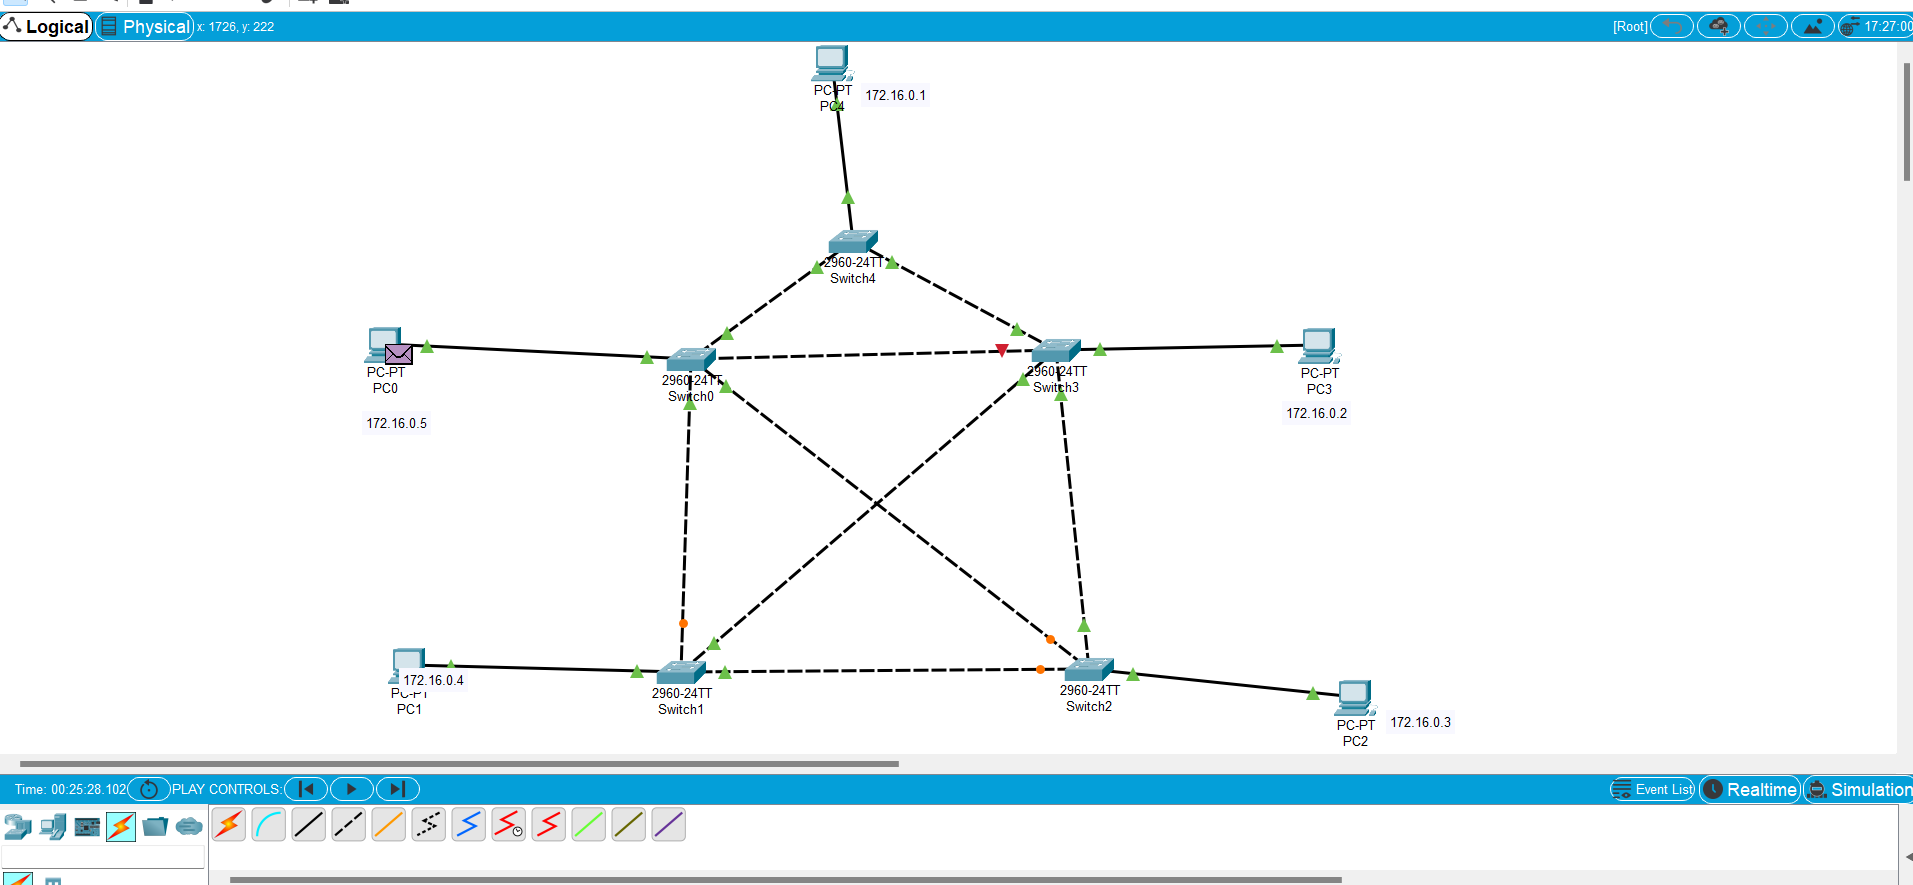 Logical Physical x: 1726, y: 222 [Root] 17:27:00
PC-PT
PC4
172.16.0.1
2960-24TT
Switch4
PC-PT
PC0
172.16.0.5
2960-24TT
Switch0
2960-24TT
Switch3
PC-PT
PC3
172.16.0.2
172.16.0.4
PC-PT
PC1
2960-24TT
Switch1
2960-24TT
Switch2
PC-PT
PC2
172.16.0.3
Time: 00:25:28.102 PLAY CONTROLS: Event List Realtime Simulation